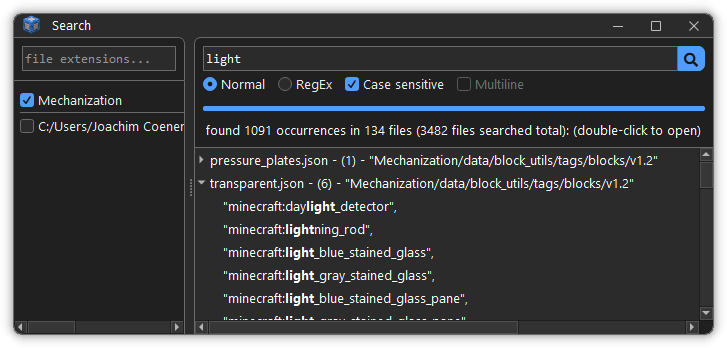 Search
file extensions...
Mechanization
C:/Users/Joachim Coener
light
Normal
RegEx
Case sensitive
Multiline
found 1091 occurrences in 134 files (3482 files searched total): (double-click to open)
pressure_plates.json - (1) - "Mechanization/data/block_utils/tags/blocks/v1.2"
transparent.json - (6) - "Mechanization/data/block_utils/tags/blocks/v1.2"
"minecraft:daylight_detector",
"minecraft:lightning_rod",
"minecraft:light_blue_stained_glass",
"minecraft:light_gray_stained_glass",
"minecraft:light_blue_stained_glass_pane",
"minecraft:light_gray_stained_glass_pane"